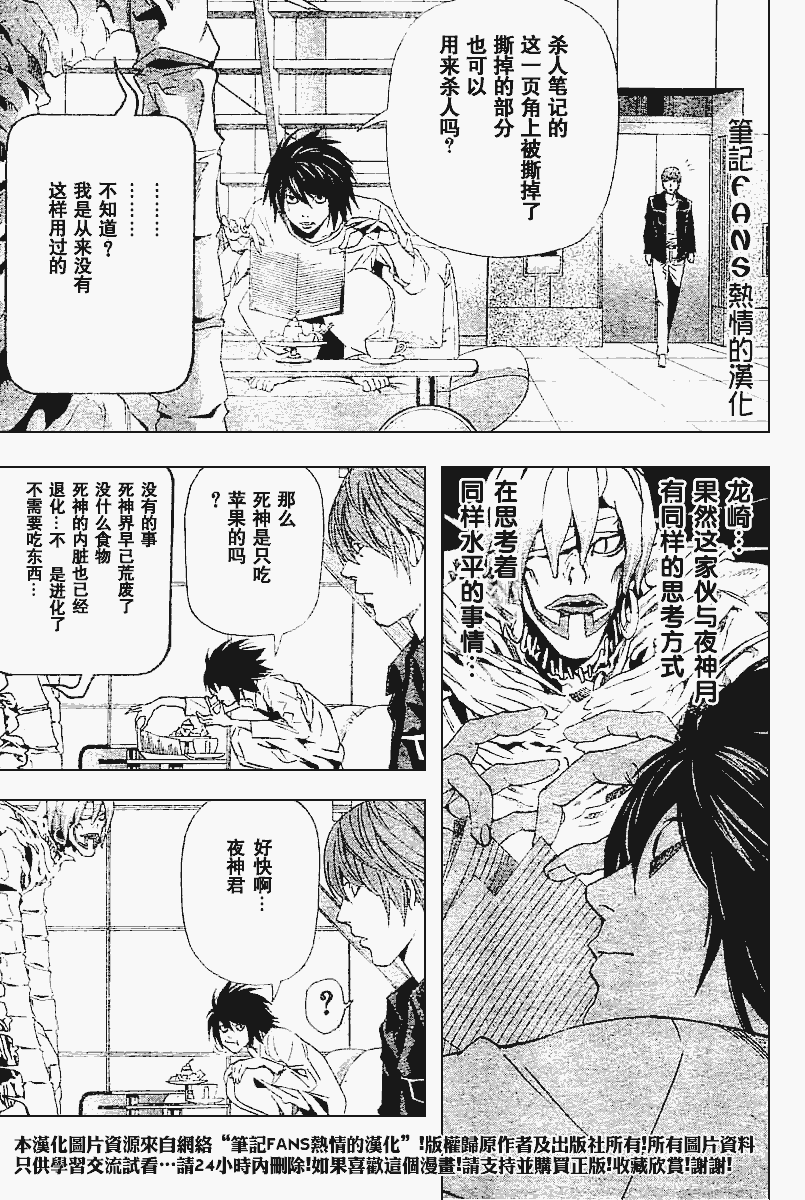 杀人笔记的
这一页角上被撕掉了
撕掉的部分
也可以
用来杀人吗？
………
………
不知道？
我是从来没有
这样用过的
筆記FANS熱情的漢化
龙崎…
果然这家伙与夜神月
有同样的思考方式
在思考着
同样水平的事情…
那么
死神是只吃
苹果的吗
？
没有的事
死神界早已荒废了
没什么食物
死神的内脏也已经
退化…不 是进化了
不需要吃东西…
好快啊…
夜神君
？
本漢化圖片資源來自網絡“筆記FANS熱情的漢化”!版權歸原作者及出版社所有!所有圖片資料
只供學習交流試看…請24小時內刪除!如果喜歡這個漫畫!請支持並購買正版!收藏欣賞!謝謝!